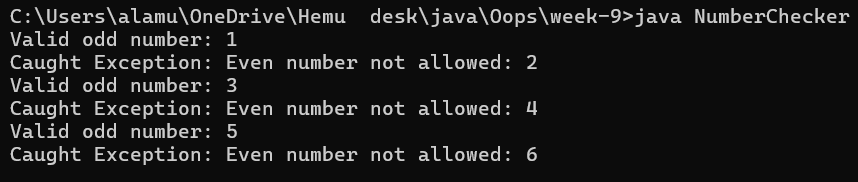 C:\Users\alamu\OneDrive\Hemu  desk\java\Oops\week-9>java NumberChecker
Valid odd number: 1
Caught Exception: Even number not allowed: 2
Valid odd number: 3
Caught Exception: Even number not allowed: 4
Valid odd number: 5
Caught Exception: Even number not allowed: 6